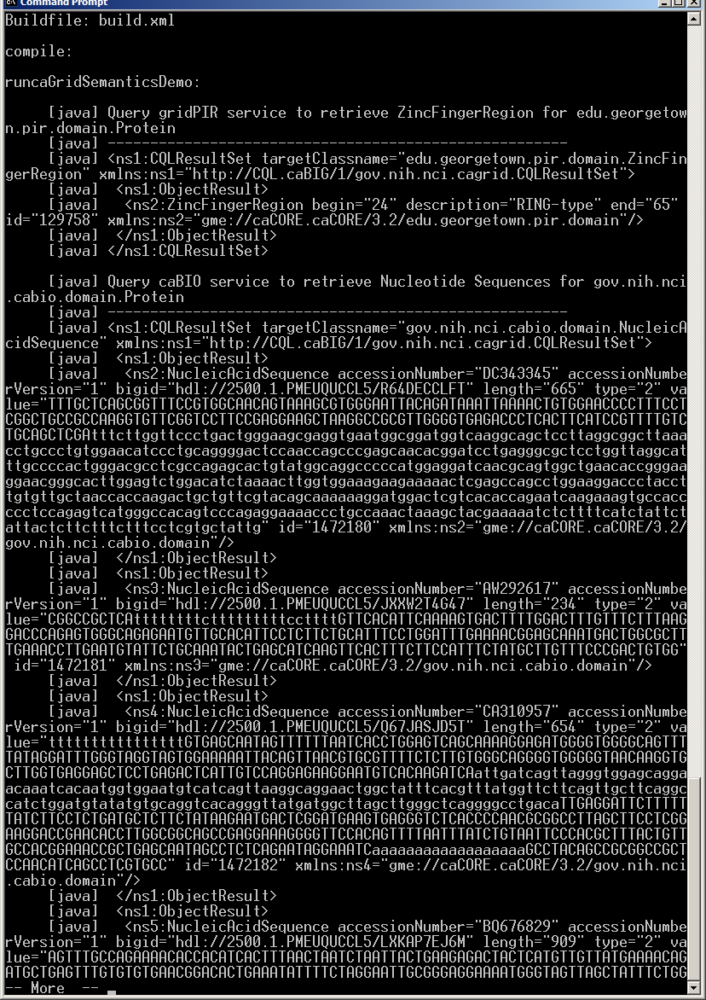 Command Prompt
Buildfile: build.xml
compile:
runcaGridSemanticsDemo:
[java] Query gridPIR service to retrieve ZincFingerRegion for edu.georgetow
n.pir.domain.Protein
[java] ------------------------------------------------------
[java] <ns1:CQLResultSet targetClassname="edu.georgetown.pir.domain.ZincFin
gerRegion" xmlns:ns1="http://CQL.caBIG/1/gov.nih.nci.cagrid.CQLResultSet">
[java]  <ns1:ObjectResult>
[java]   <ns2:ZincFingerRegion begin="24" description="RING-type" end="65"
id="129758" xmlns:ns2="gme://caCORE.caCORE/3.2/edu.georgetown.pir.domain"/>
[java]  </ns1:ObjectResult>
[java] </ns1:CQLResultSet>
[java] Query caBIO service to retrieve Nucleotide Sequences for gov.nih.nci
.cabio.domain.Protein
[java] ------------------------------------------------------
[java] <ns1:CQLResultSet targetClassname="gov.nih.nci.cabio.domain.NucleicA
cidSequence" xmlns:ns1="http://CQL.caBIG/1/gov.nih.nci.cagrid.CQLResultSet">
[java]  <ns1:ObjectResult>
[java]   <ns2:NucleicAcidSequence accessionNumber="DC343345" accessionNumbe
rVersion="1" bigid="hdl://2500.1.PMEUQUCCL5/R64DECCLFT" length="665" type="2" va
lue="TTTGCTCAGCGGTTTCCGTGGCAACAGTAAAGCGTGGGAATTACAGATAAATTAAAACTGTGGAACCCCTTTCCT
CGGCTGCCGCCAAGGTGTTCGGTCCTTCCGAGGAAGCTAAGGCCGCGTTGGGGTGAGACCCTCACTTCATCCGTTTTGTC
TGCAGCTCGAtttcttggttccctgactgggaagcgaggtgaatggcggatggtcaaggcagctccttaggcggcttaaa
cctgccctgtggaacatccctgcaggggactccaaccagcccgagcaacacggatcctgagggcgctcctggttaggcat
ttgccccactgggacgcctcgccagagcactgtatggcaggcccccatggaggatcaacgcagtggctgaacaccgggaa
ggaacgggcacttggagtctggacatctaaaacttggtggaaagaagaaaaactcgagccagcctggaaggaccctacct
tgtgttgctaaccaccaagactgctgttcgtacagcaaaaaaggatggactcgtcacaccagaatcaagaaagtgccaccc
ccctccagagtcatgggccacagtcccagaggaaaaccctgccaaactaaagctacgaaaaatctcttttcatctattct
attactcttctttctttcctcgtgctattg" id="1472180" xmlns:ns2="gme://caCORE.caCORE/3.2/
gov.nih.nci.cabio.domain"/>
[java]  </ns1:ObjectResult>
[java]  <ns1:ObjectResult>
[java]   <ns3:NucleicAcidSequence accessionNumber="AW292617" accessionNumbe
rVersion="1" bigid="hdl://2500.1.PMEUQUCCL5/JXXW2T4G47" length="234" type="2" va
lue="CGGCCGCTCAttttttttcttttttttttccttttGTTCACATTCAAAAGTGACTTTTGGACTTTGTTTCTTTAAG
GACCCAGAGTGGGCAGAGAATGTTGCACATTCCTCTTCTGCATTTCCTGGATTTGAAAACGGAGCAAATGACTGGCGCTT
TGAAACCTTGAATGTATTCTGCAAATACTGAGCATCAAGTTCACTTTCTTCCATTTCTATGCTTGTTTCCCGACTGTGG"
id="1472181" xmlns:ns3="gme://caCORE.caCORE/3.2/gov.nih.nci.cabio.domain"/>
[java]  </ns1:ObjectResult>
[java]  <ns1:ObjectResult>
[java]   <ns4:NucleicAcidSequence accessionNumber="CA310957" accessionNumbe
rVersion="1" bigid="hdl://2500.1.PMEUQUCCL5/Q67JASJD5T" length="654" type="2" va
lue="ttttttttttttttttGTGAGCAATAGTTTTTTAATCACCTGGAGTCAGCAAAAGGAGATGGGGTGGGGCAGTTT
TATAGGATTTGGGTAGGTAGTGGAAAAATTACAGTTAACGTGCGTTTTCTCTTGTGGGCAGGGGTGGGGGTAACAAGGTG
CTTGGTGAGGAGCTCCTGAGACTCATTGTCCAGGAGAAGGAATGTCACAAGATCAattgatcagttagggtggagcagga
acaaatcacaatggtggaatgtcatcagttaaggcaggaactggctatttcacgtttatggttcttcagttgcttcaggc
catctggatgtatatgtgcaggtcacagggttatgatggcttagcttgggctcaggggcctgacaTTGAGGATTCTTTTT
TATCTTCCTCTGATGCTCTTCTATAAGAATGACTCGGATGAAGTGAGGGTCTCACCCCAACGCGGCCTTAGCTTCCTCGG
AAGGACCGAACACCTTGGCGGCAGCCGAGGAAAGGGGTTCCACAGTTTTAATTTATCTGTAATTCCCACGCTTTACTGTT
GCCACGGAAACCGCTGAGCAATAGCCTCTCAGAATAGGAAATCaaaaaaaaaaaaaaaaaaGCCTACAGCCGCGGCCGCT
CCAACATCAGCCTCGTGCC" id="1472182" xmlns:ns4="gme://caCORE.caCORE/3.2/gov.nih.nci
.cabio.domain"/>
[java]  </ns1:ObjectResult>
[java]  <ns1:ObjectResult>
[java]   <ns5:NucleicAcidSequence accessionNumber="BQ676829" accessionNumbe
rVersion="1" bigid="hdl://2500.1.PMEUQUCCL5/LXKAP7EJ6M" length="909" type="2" va
lue="AGTTTGCCAGAAAACACCACATCACTTTAACTAATCTAATTACTGAAGAGACTACTCATGTTGTTATGAAAACAG
ATGCTGAGTTTGTGTGTGAACGGACACTGAAATATTTTCTAGGAATTGCGGGAGGAAAATGGGTAGTTAGCTATTTCTGG
-- More  --